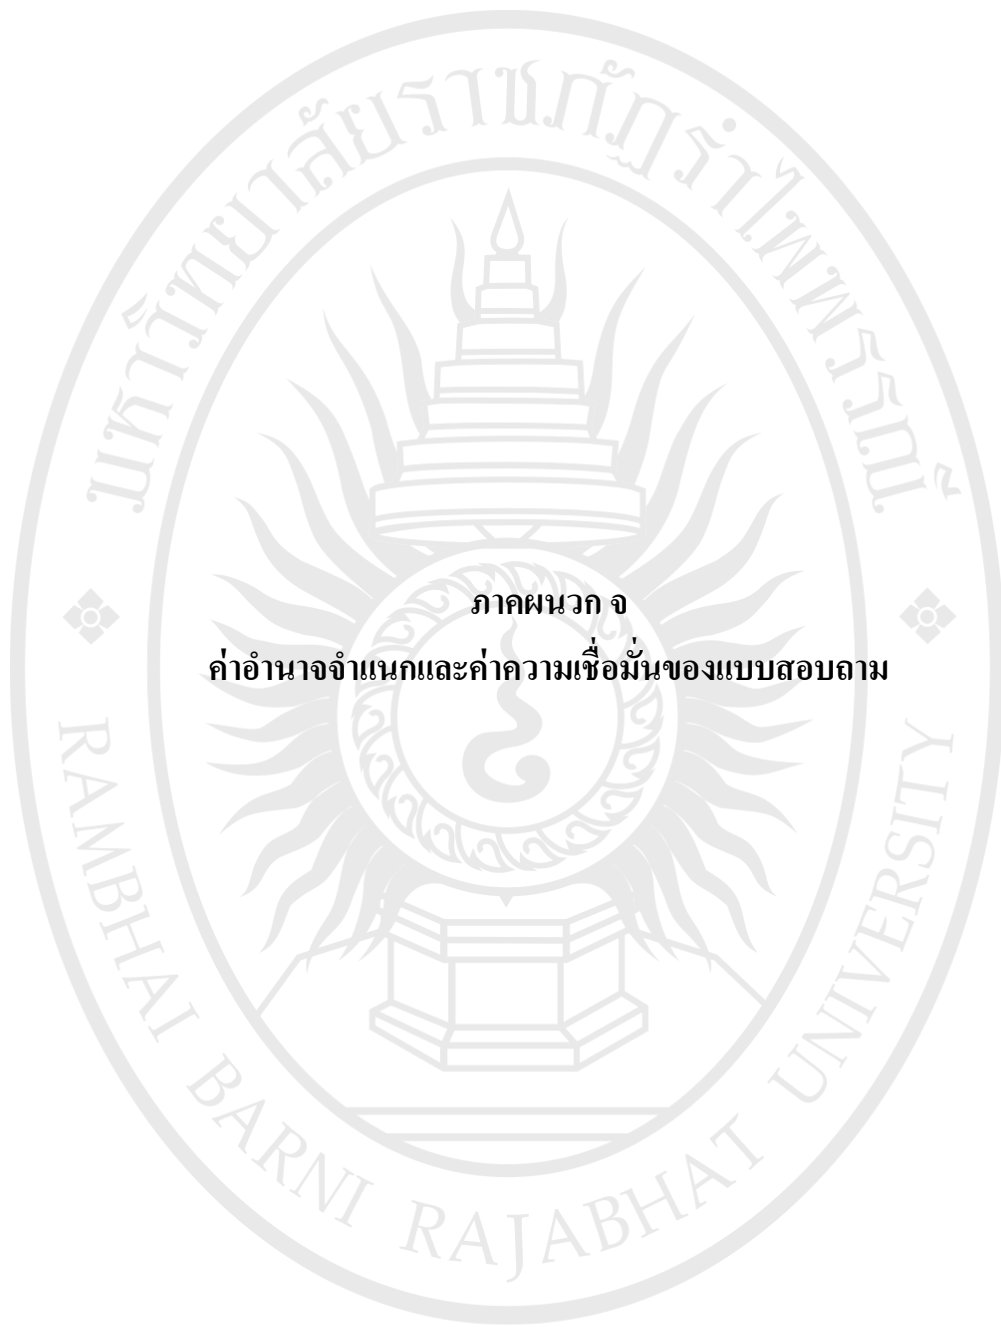 มหาวิทยาลัยราชภัฏรำไพพรรณี
ภาคผนวก จ
ค่าอำนาจจำแนกและค่าความเชื่อมั่นของแบบสอบถาม
RAMBHAI BARNI RAJABHAT UNIVERSITY